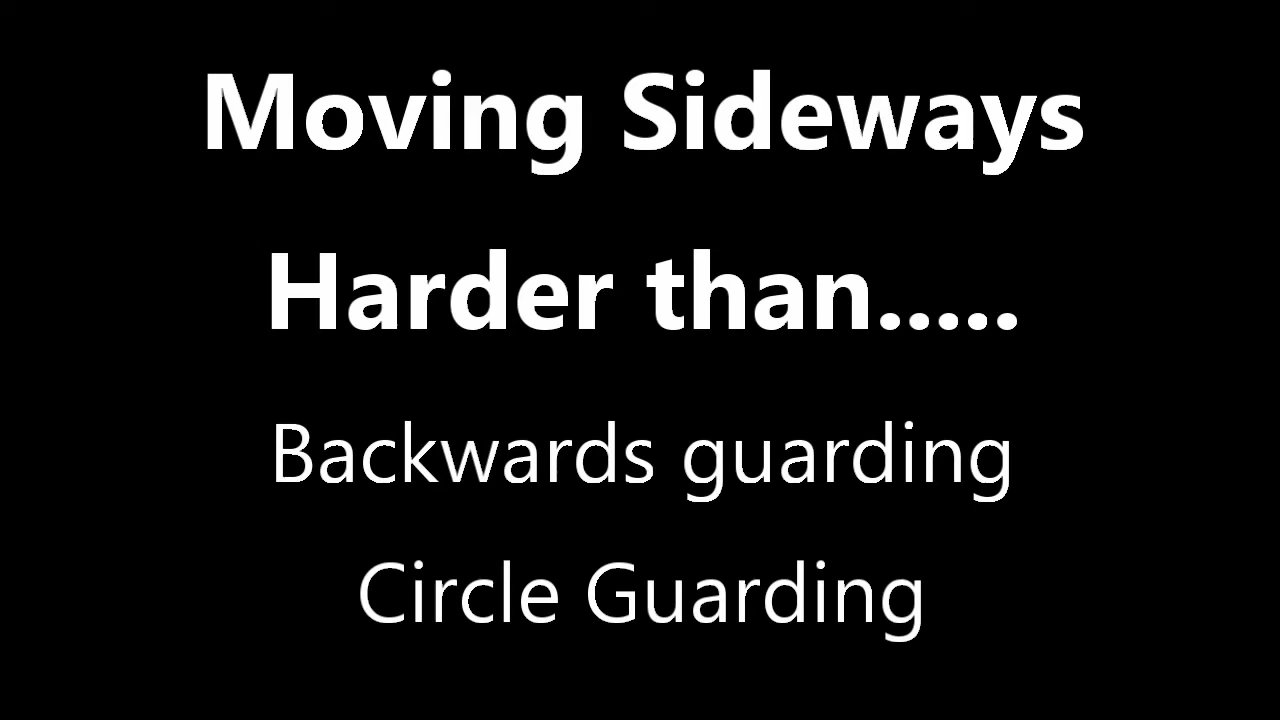 Moving Sideways
Harder than.....
Backwards guarding
Circle Guarding